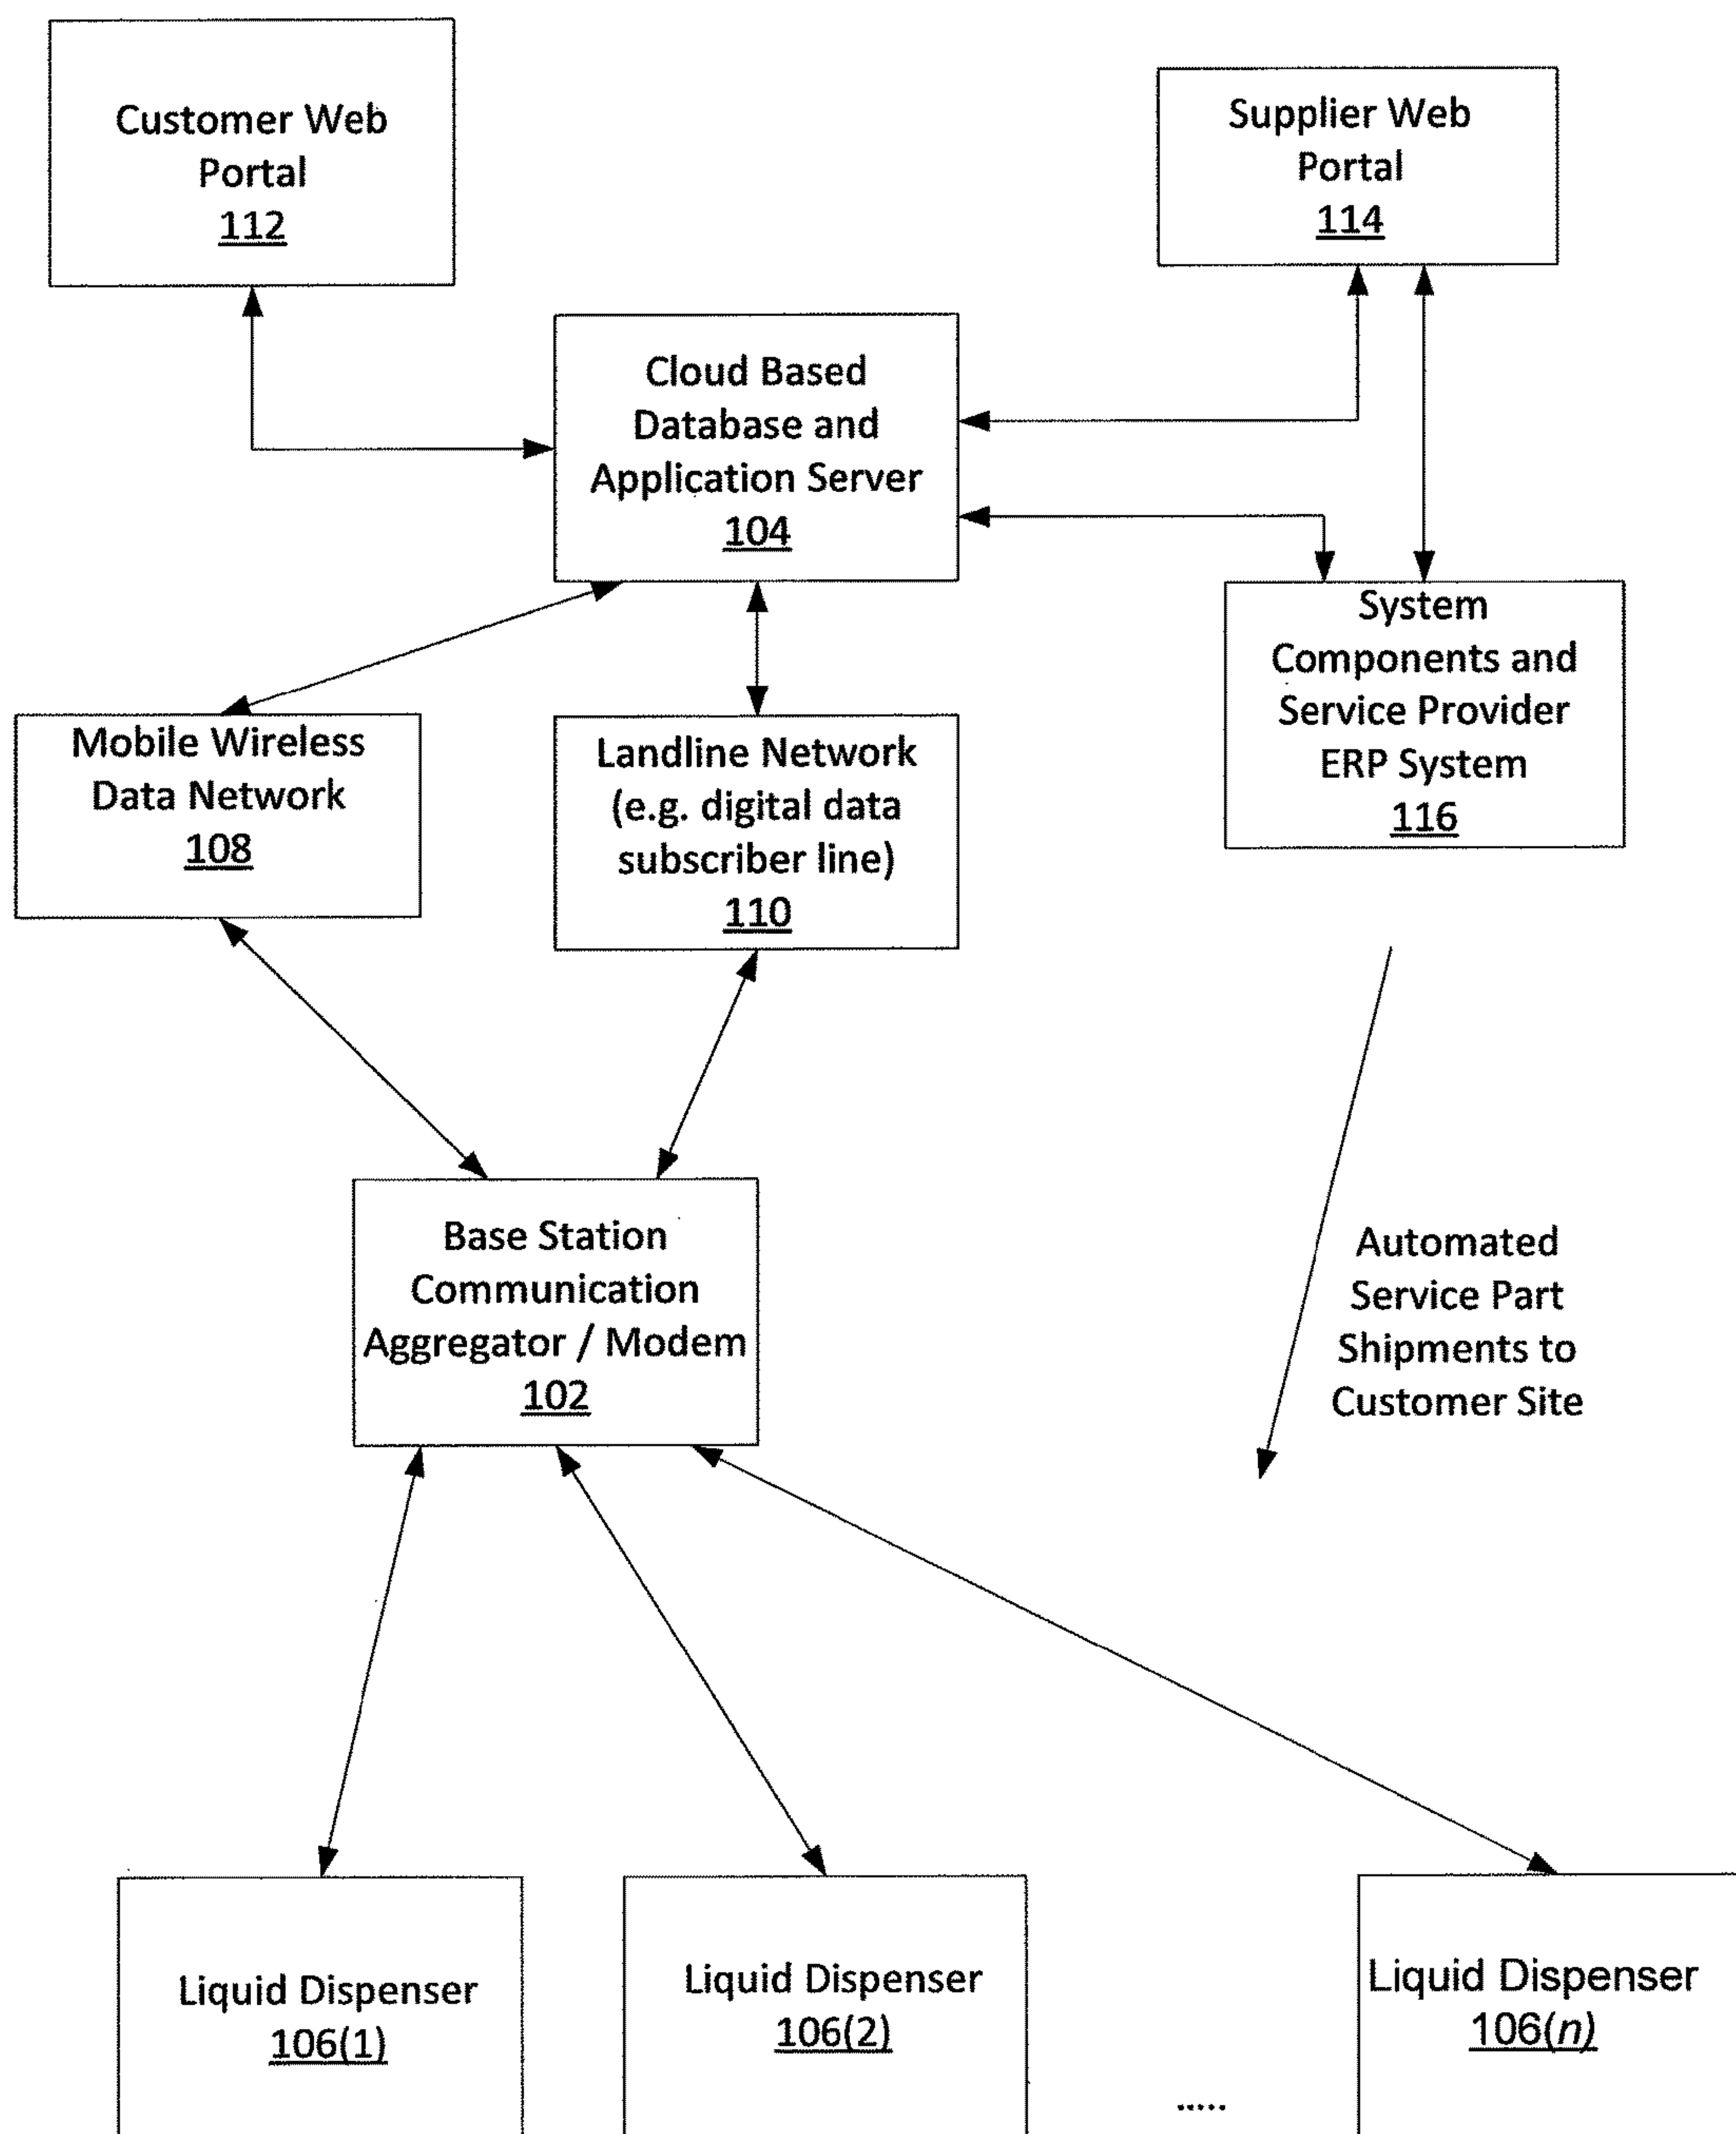 Customer Web
Portal
112
Supplier Web
Portal
114
Cloud Based
Database and
Application Server
104
System
Components and
Service Provider
ERP System
116
Mobile Wireless
Data Network
108
Landline Network
(e.g. digital data
subscriber line)
110
Base Station
Communication
Aggregator / Modem
102
Automated
Service Part
Shipments to
Customer Site
Liquid Dispenser
106(1)
Liquid Dispenser
106(2)
.....
Liquid Dispenser
106(n)